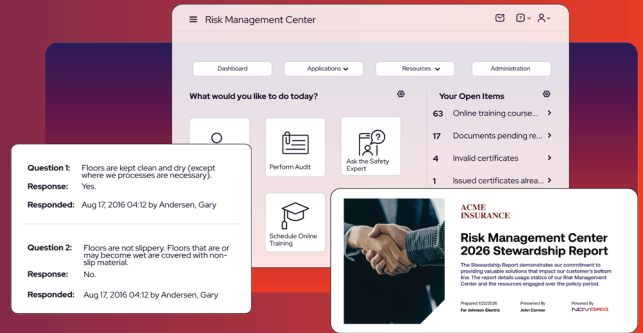 Risk Management Center
Dashboard
Applications
Resources
Administration
What would you like to do today?
Your Open Items
63 Online training course...
17 Documents pending re...
4 Invalid certificates
1 Issued certificates alrea...
Perform Audit
Ask the Safety
Expert
Schedule Online
Training
Question 1: Floors are kept clean and dry (except
where we processes are necessary).
Response: Yes.
Responded: Aug 17, 2016 04:12 by Andersen, Gary
Question 2: Floors are not slippery. Floors that are or
may become wet are covered with non-
slip material.
Response: No.
Responded: Aug 17, 2016 04:12 by Andersen, Gary
ACME
INSURANCE
Risk Management Center
2026 Stewardship Report
The Stewardship Report demonstrates our commitment to
providing valuable solutions that impact our customer's bottom
line. The report details usage statics of our Risk Management
Center and the resources engaged over the policy period.
Prepared 1/22/2026
For Johnson Electric
Presented By
John Connor
Powered By